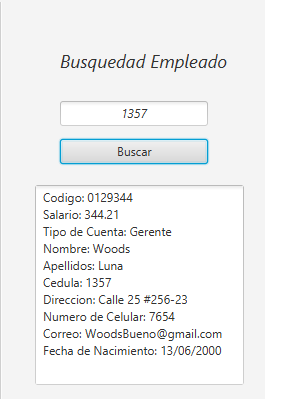 Busquedad Empleado
1357
Buscar
Codigo: 0129344
Salario: 344.21
Tipo de Cuenta: Gerente
Nombre: Woods
Apellidos: Luna
Cedula: 1357
Direccion: Calle 25 #256-23
Numero de Celular: 7654
Correo: WoodsBueno@gmail.com
Fecha de Nacimiento: 13/06/2000